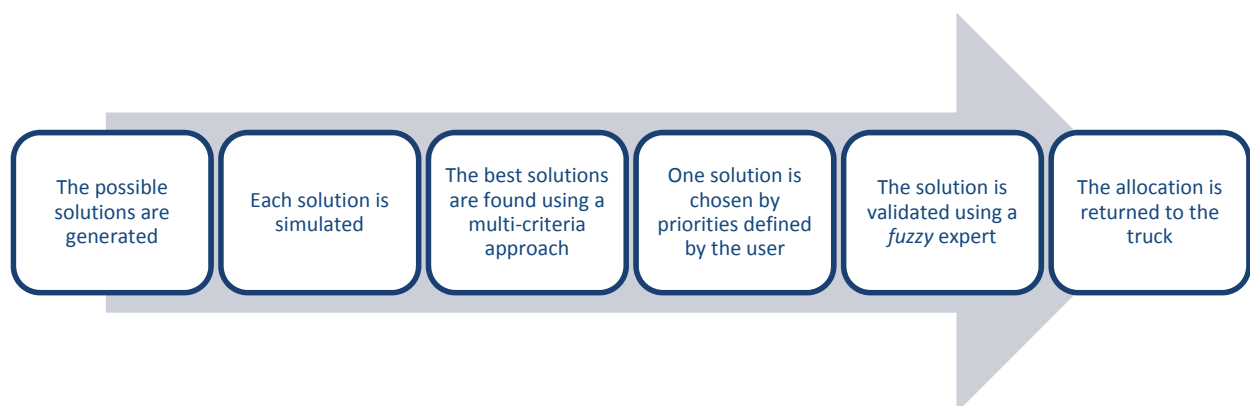 The possible
solutions are
generated
Each solution is
simulated
The best solutions
are found using a
multi-criteria
approach
One solution is
chosen by
priorities defined
by the user
The solution is
validated using a
fuzzy expert
The allocation is
returned to the
truck